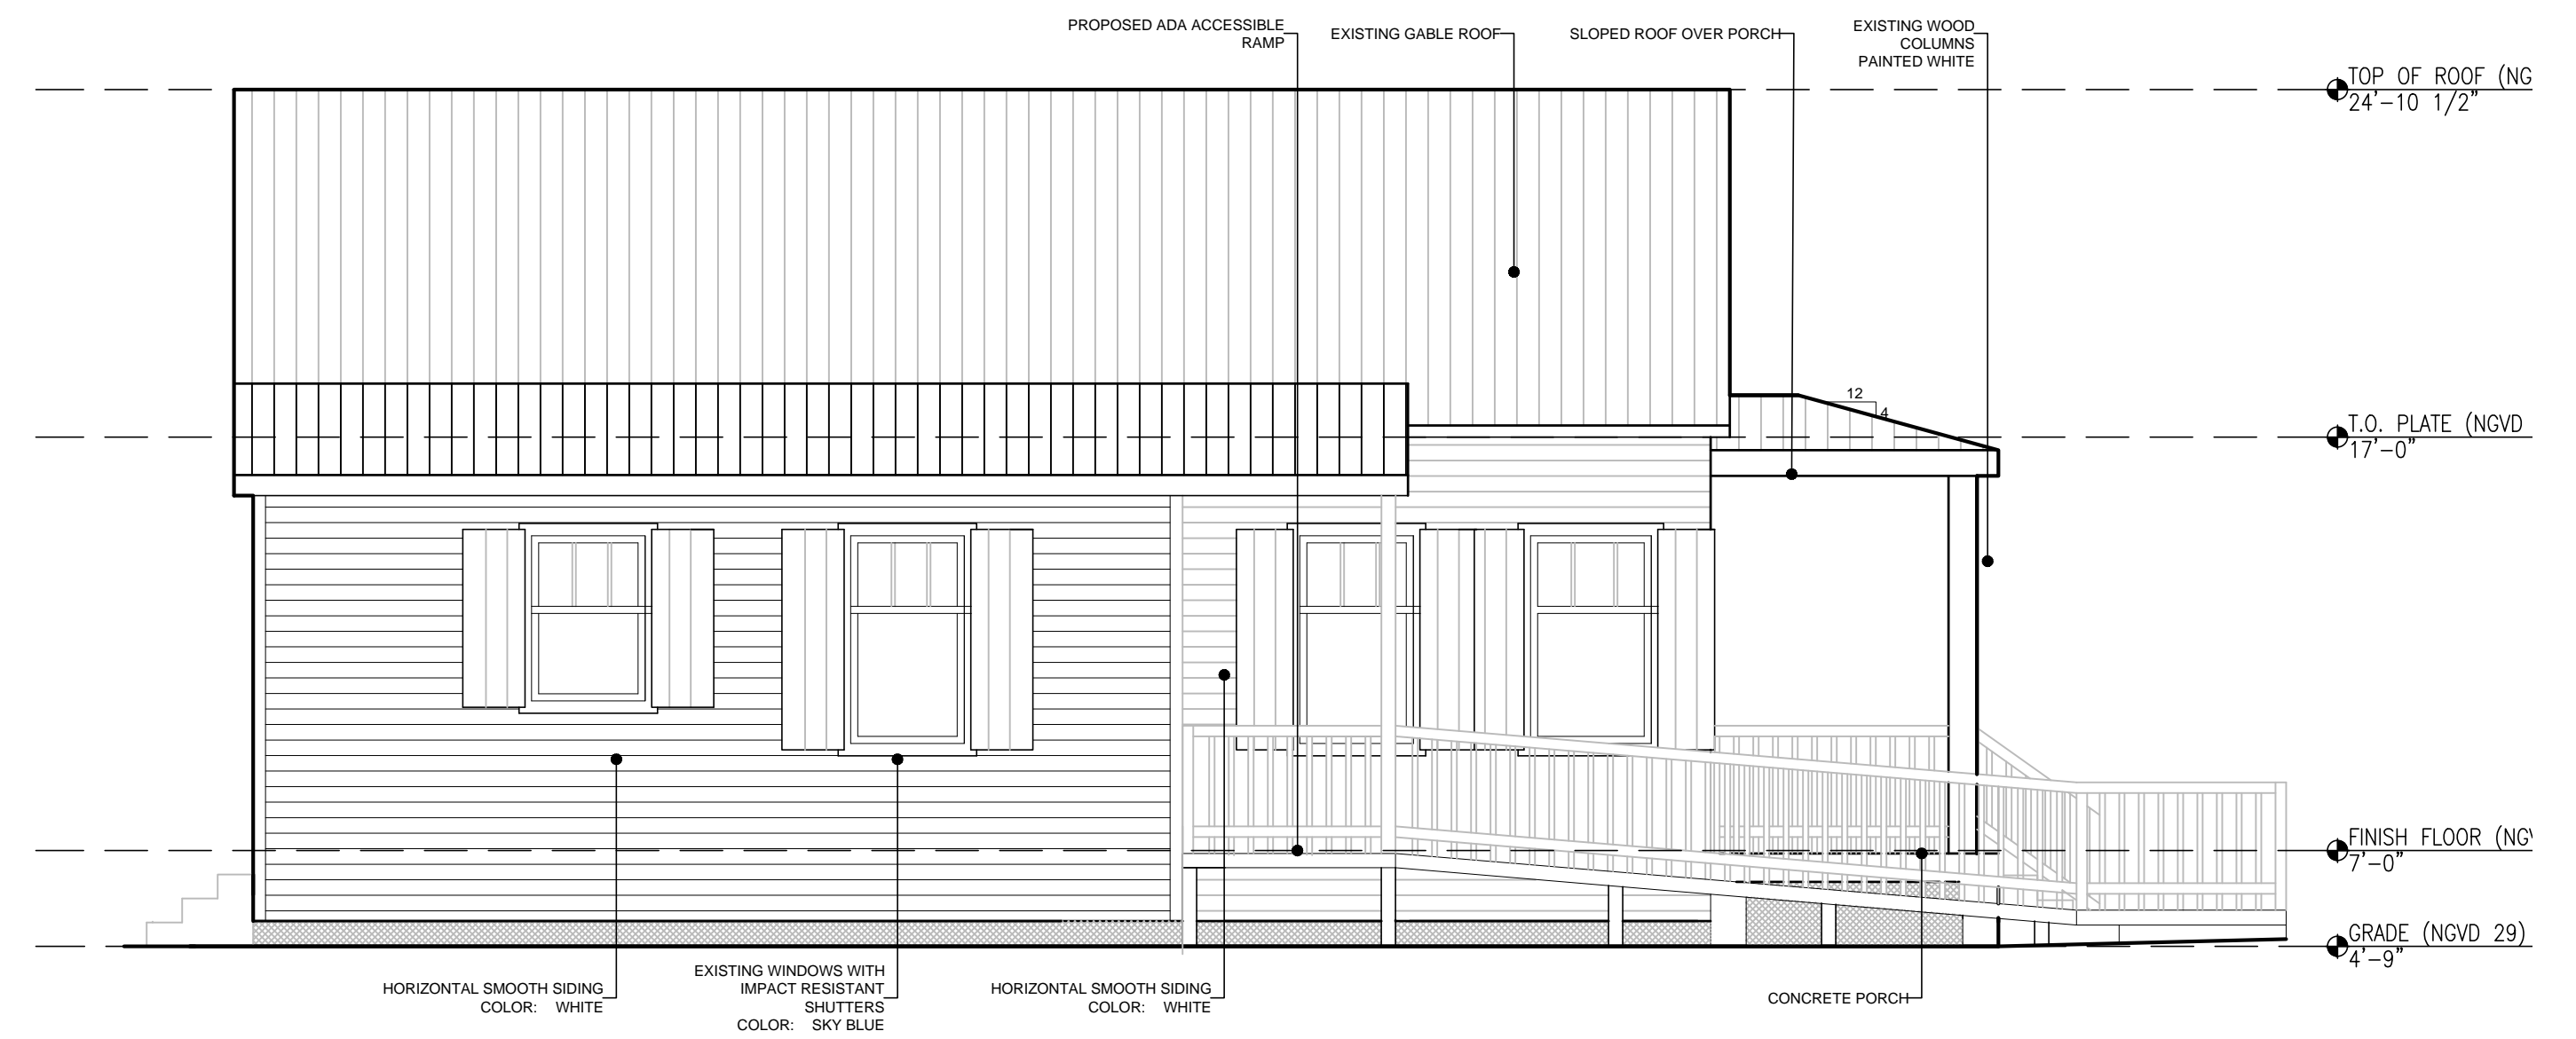 PROPOSED ADA ACCESSIBLE
RAMP
EXISTING GABLE ROOF
SLOPED ROOF OVER PORCH
EXISTING WOOD
COLUMNS
PAINTED WHITE
TOP OF ROOF (NG
24'-10 1/2"
12
4
T.O. PLATE (NGVD
17'-0"
FINISH FLOOR (NGV
7'-0"
GRADE (NGVD 29)
4'-9"
HORIZONTAL SMOOTH SIDING
COLOR: WHITE
EXISTING WINDOWS WITH
IMPACT RESISTANT
SHUTTERS
COLOR: SKY BLUE
HORIZONTAL SMOOTH SIDING
COLOR: WHITE
CONCRETE PORCH